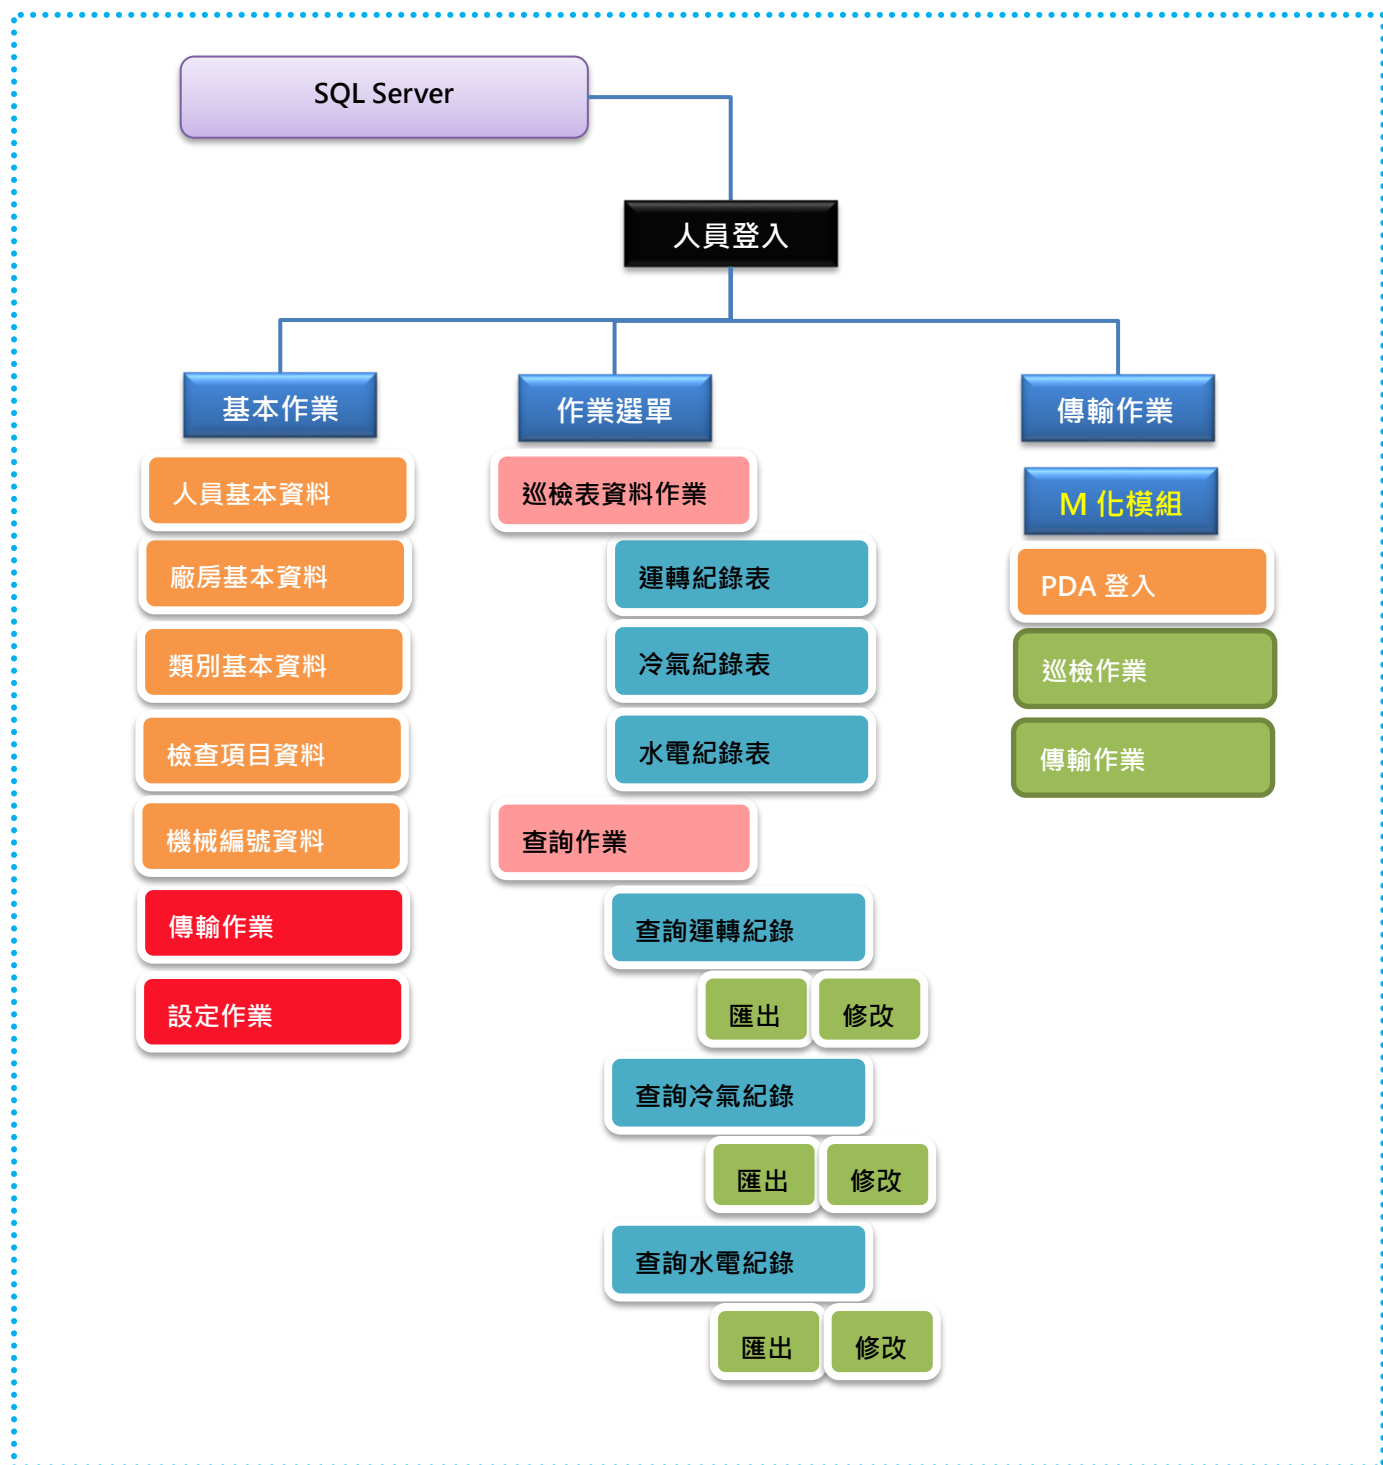 SQL Server
人員登入
基本作業
人員基本資料
廠房基本資料
類別基本資料
檢查項目資料
機械編號資料
傳輸作業
設定作業
作業選單
巡檢表資料作業
運轉紀錄表
冷氣紀錄表
水電紀錄表
查詢作業
查詢運轉紀錄
匯出 修改
查詢冷氣紀錄
匯出 修改
查詢水電紀錄
匯出 修改
傳輸作業
M 化模組
PDA 登入
巡檢作業
傳輸作業